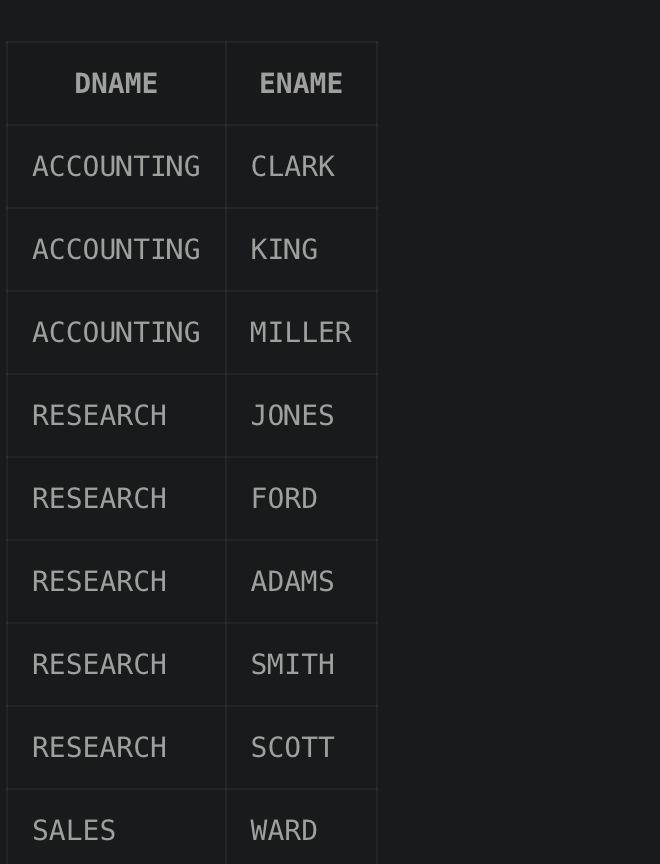 DNAME ENAME
ACCOUNTING CLARK
ACCOUNTING KING
ACCOUNTING MILLER
RESEARCH JONES
RESEARCH FORD
RESEARCH ADAMS
RESEARCH SMITH
RESEARCH SCOTT
SALES WARD